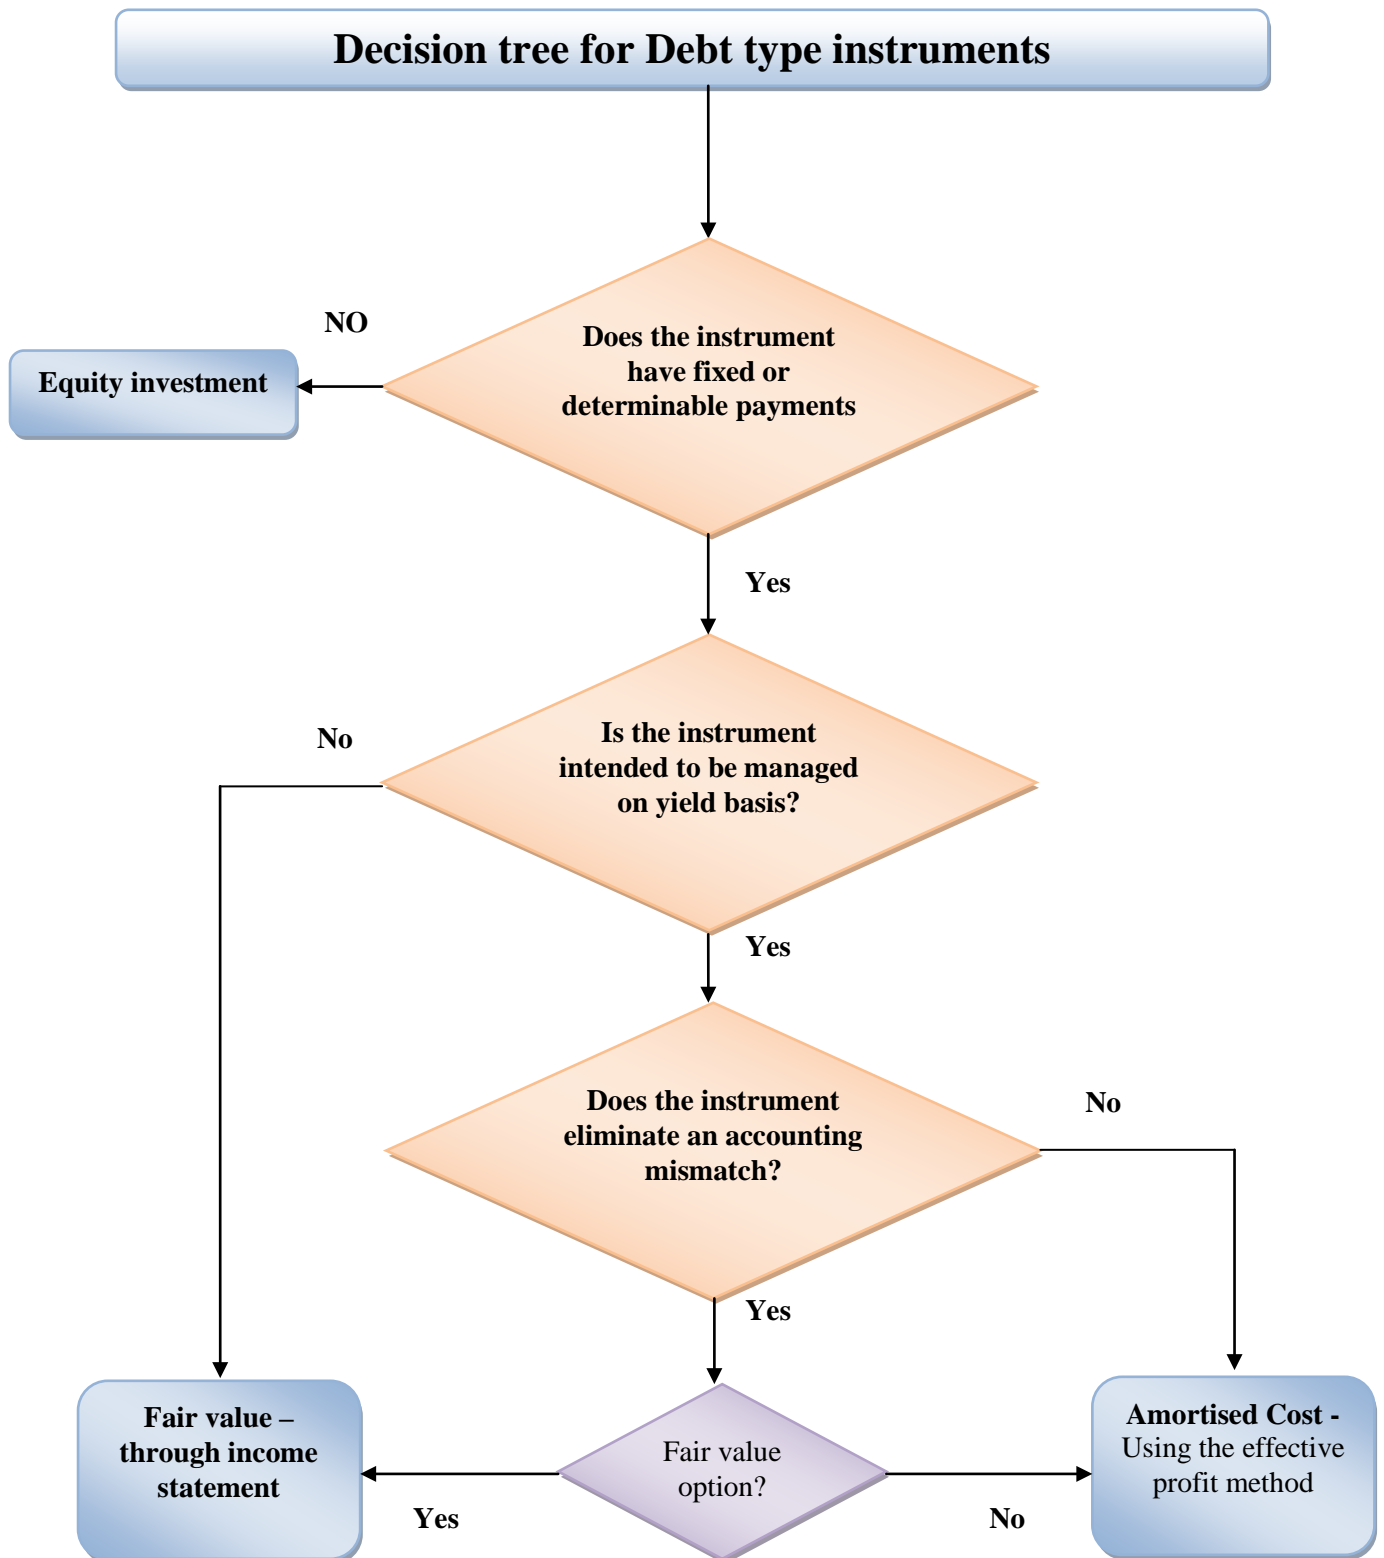 Decision tree for Debt type instruments
NO
Does the instrument
have fixed or
determinable payments
Equity investment
Yes
No
Is the instrument
intended to be managed
on yield basis?
Yes
Does the instrument
eliminate an accounting
mismatch?
No
Yes
Fair value –
through income
statement
Fair value
option?
Amortised Cost -
Using the effective
profit method
Yes
No